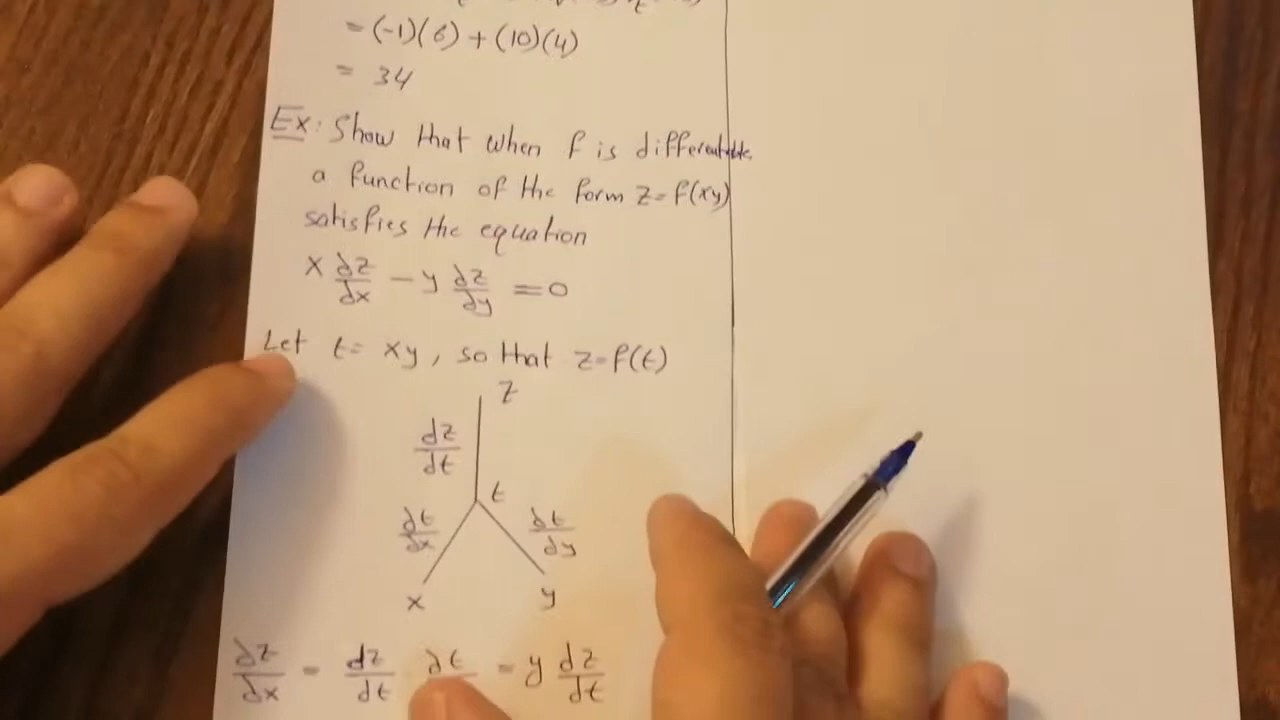 = (-1)(6) + (10)(4)
= 34
Ex: Show that when f is differentiable
a function of the form z=f(xy)
satisfies the equation
x ∂z/∂x - y ∂z/∂y = 0
Let t = xy, so that z=f(t)
z
dz/dt
t
∂t/∂x ∂t/∂y
x y
∂z/∂x = dz/dt ∂t = y dz/dt